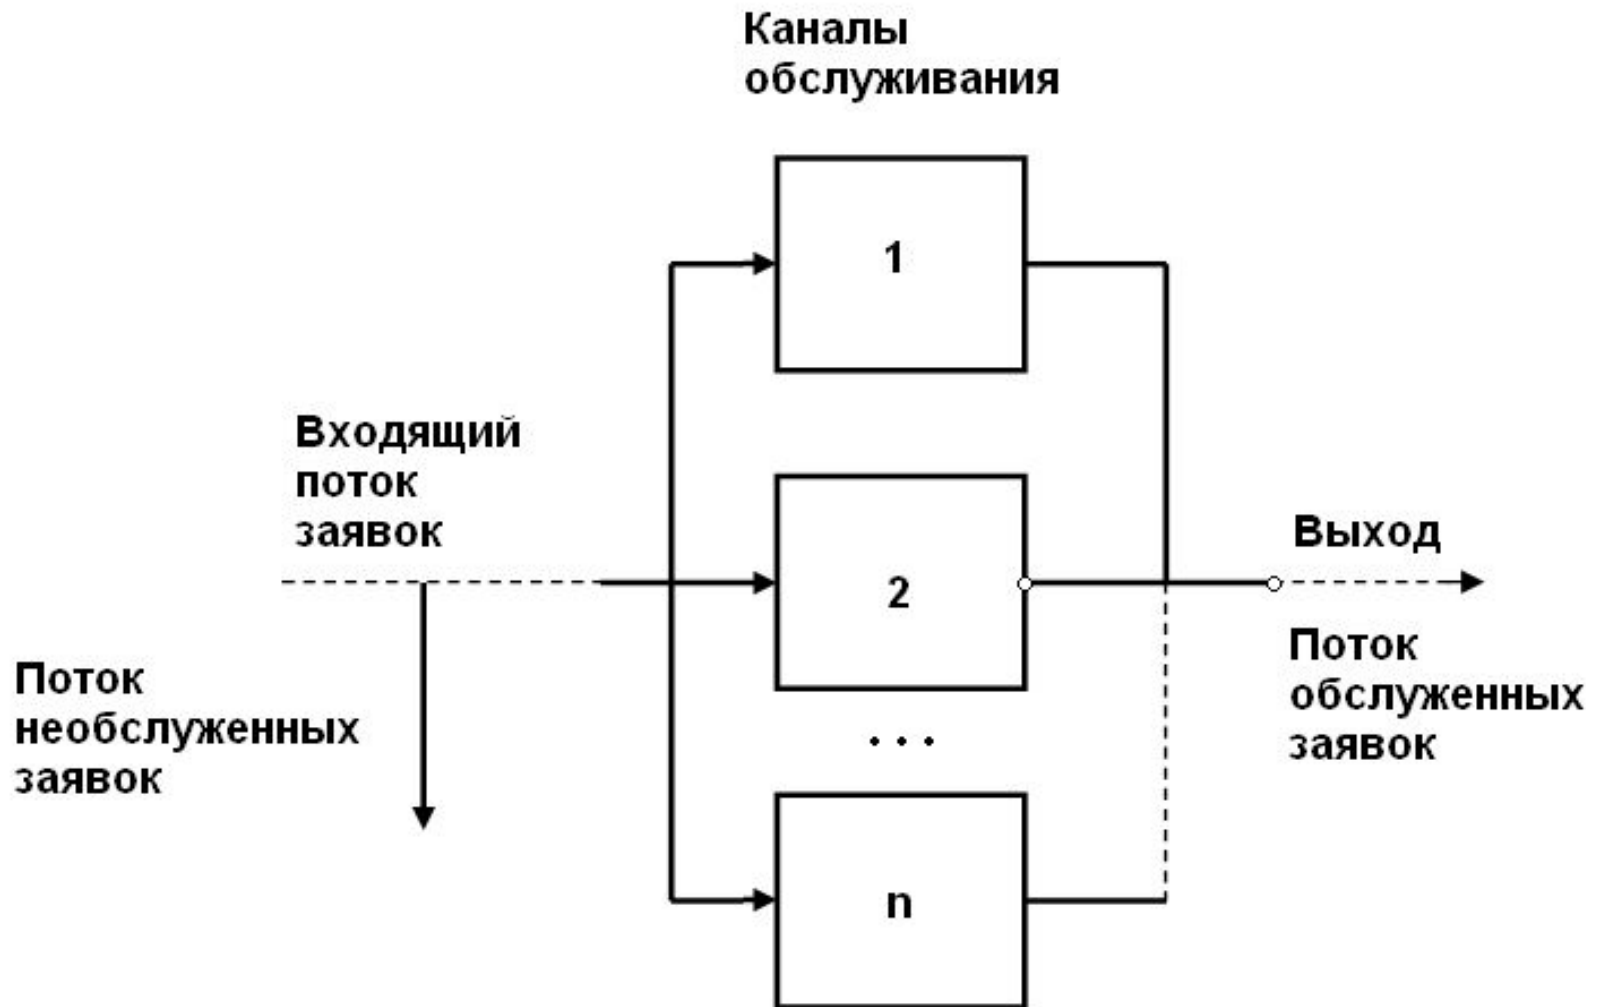 Каналы
обслуживания
1
Входящий
поток
заявок
2
Выход
Поток
обслуженных
заявок
Поток
необслуженных
заявок
...
n